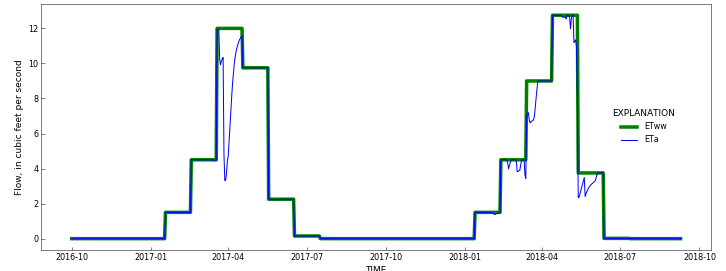 12
10
8
6
4
2
0
Flow, in cubic feet per second
EXPLANATION
ETww
ETa
2016-10 2017-01 2017-04 2017-07 2017-10 2018-01 2018-04 2018-07 2018-10
TIME